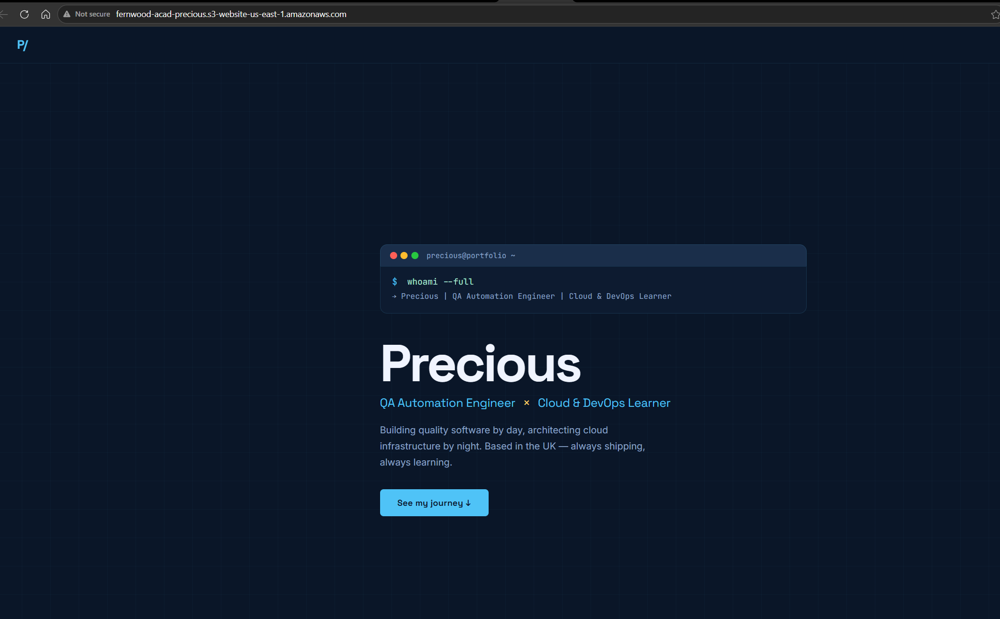 Not secure fernwood-acad-precious.s3-website-us-east-1.amazonaws.com
P/
precious@portfolio ~
$ whoami --full
→ Precious | QA Automation Engineer | Cloud & DevOps Learner
Precious
QA Automation Engineer × Cloud & DevOps Learner
Building quality software by day, architecting cloud
infrastructure by night. Based in the UK — always shipping,
always learning.
See my journey ↓